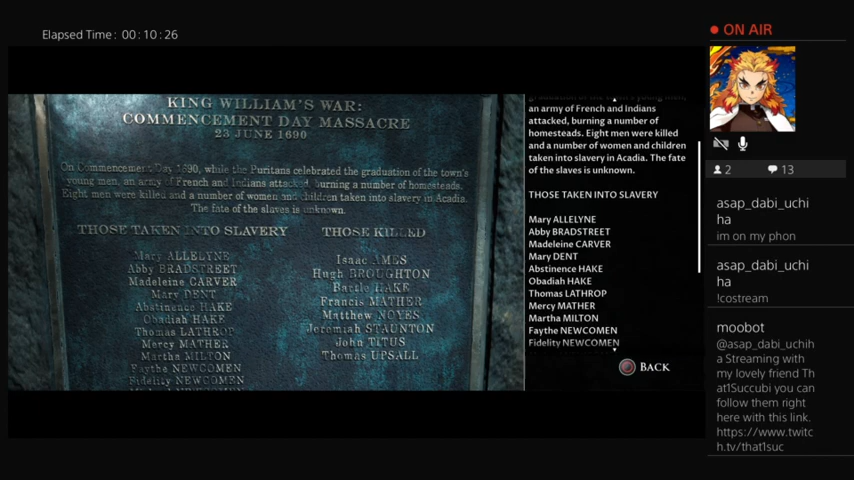 Elapsed Time: 00:10:26
KING WILLIAM'S WAR:
COMMENCEMENT DAY MASSACRE
23 JUNE 1690
On Commencement Day 1690, while the Puritans celebrated the graduation of the town's
young men, an army of French and Indians attacked, burning a number of homesteads.
Eight men were killed and a number of women and children taken into slavery in Acadia.
The fate of the slaves is unknown.
THOSE TAKEN INTO SLAVERY
Mary ALLELYNE
Abby BRADSTREET
Madeleine CARVER
Mary DENT
Abstinence HAKE
Obadiah HAKE
Thomas LATHROP
Mercy MATHER
Martha MILTON
Faythe NEWCOMEN
Fidelity NEWCOMEN
THOSE KILLED
Isaac AMES
Hugh BROUGHTON
Battle HAKE
Francis MATHER
Matthew NOYES
Jeremiah STAUNTON
John TITUS
Thomas UPSALL
an army of French and Indians
attacked, burning a number of
homesteads. Eight men were killed
and a number of women and children
taken into slavery in Acadia. The fate
of the slaves is unknown.
THOSE TAKEN INTO SLAVERY
Mary ALLELYNE
Abby BRADSTREET
Madeleine CARVER
Mary DENT
Abstinence HAKE
Obadiah HAKE
Thomas LATHROP
Mercy MATHER
Martha MILTON
Faythe NEWCOMEN
Fidelity NEWCOMEN
BACK
ON AIR
2
13
asap_dabi_uchi
ha
im on my phon
asap_dabi_uchi
ha
!costream
moobot
@asap_dabi_uchih
a Streaming with
my lovely friend Th
at1Succubi you can
follow them right
here with this link.
https://www.twitc
h.tv/that1suc